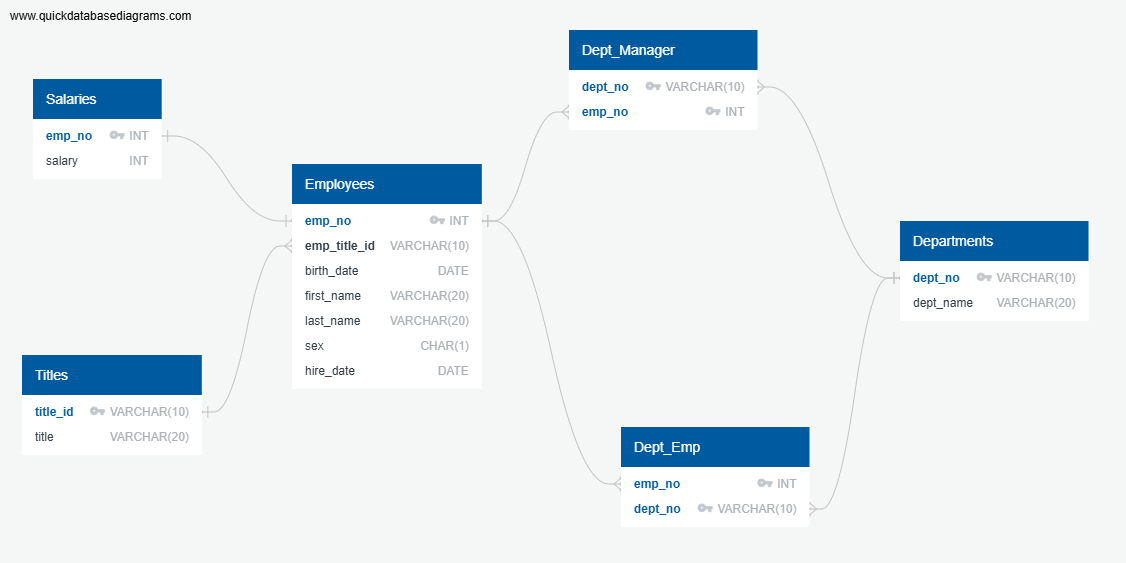 www.quickdatabasediagrams.com
Salaries
emp_no INT
salary INT
Titles
title_id VARCHAR(10)
title VARCHAR(20)
Employees
emp_no INT
emp_title_id VARCHAR(10)
birth_date DATE
first_name VARCHAR(20)
last_name VARCHAR(20)
sex CHAR(1)
hire_date DATE
Dept_Manager
dept_no VARCHAR(10)
emp_no INT
Dept_Emp
emp_no INT
dept_no VARCHAR(10)
Departments
dept_no VARCHAR(10)
dept_name VARCHAR(20)